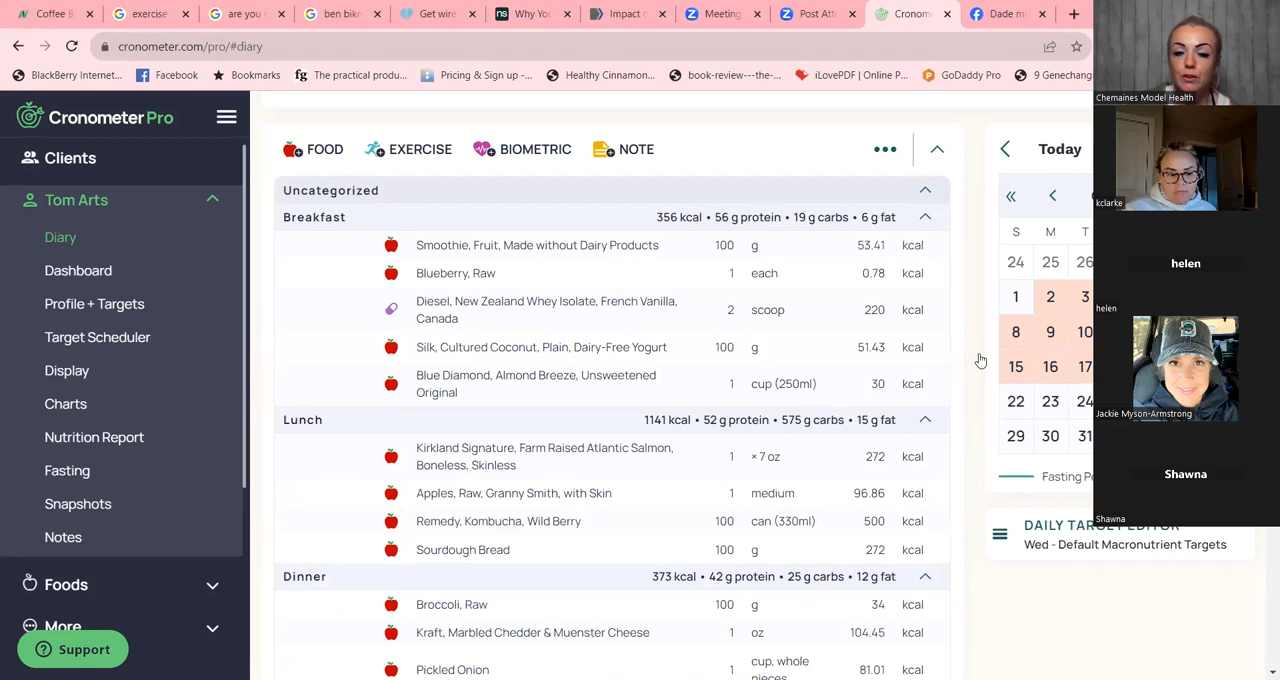 Coffee B
exercise
are you
ben bikn
Get wire
ns Why You
Impact c
Meeting
Post Att
Cronom
Dade m
cronometer.com/pro/#diary
BlackBerry Internet...
Facebook
Bookmarks
fg The practical produ...
Pricing & Sign up -...
Healthy Cinnamon...
book-review---the-...
iLovePDF | Online P...
GoDaddy Pro
9 Genechang
CronometerPro
Clients
Tom Arts
Diary
Dashboard
Profile + Targets
Target Scheduler
Display
Charts
Nutrition Report
Fasting
Snapshots
Notes
Foods
More
Support
FOOD EXERCISE BIOMETRIC NOTE
Uncategorized
Breakfast 356 kcal • 56 g protein • 19 g carbs • 6 g fat
Smoothie, Fruit, Made without Dairy Products 100 g 53.41 kcal
Blueberry, Raw 1 each 0.78 kcal
Diesel, New Zealand Whey Isolate, French Vanilla,
Canada 2 scoop 220 kcal
Silk, Cultured Coconut, Plain, Dairy-Free Yogurt 100 g 51.43 kcal
Blue Diamond, Almond Breeze, Unsweetened
Original 1 cup (250ml) 30 kcal
Lunch 1141 kcal • 52 g protein • 575 g carbs • 15 g fat
Kirkland Signature, Farm Raised Atlantic Salmon,
Boneless, Skinless 1 × 7 oz 272 kcal
Apples, Raw, Granny Smith, with Skin 1 medium 96.86 kcal
Remedy, Kombucha, Wild Berry 100 can (330ml) 500 kcal
Sourdough Bread 100 g 272 kcal
Dinner 373 kcal • 42 g protein • 25 g carbs • 12 g fat
Broccoli, Raw 100 g 34 kcal
Kraft, Marbled Chedder & Muenster Cheese 1 oz 104.45 kcal
Pickled Onion 1 cup, whole
pieces 81.01 kcal
Today
S M T
24 25 26
1 2 3
8 9 10
15 16 17
22 23 24
29 30 31
Fasting Pe
DAILY TARGET EDITOR
Wed - Default Macronutrient Targets
Chemaines Model Health
kclarke
helen
helen
Jackie Myson-Armstrong
Shawna
Shawna